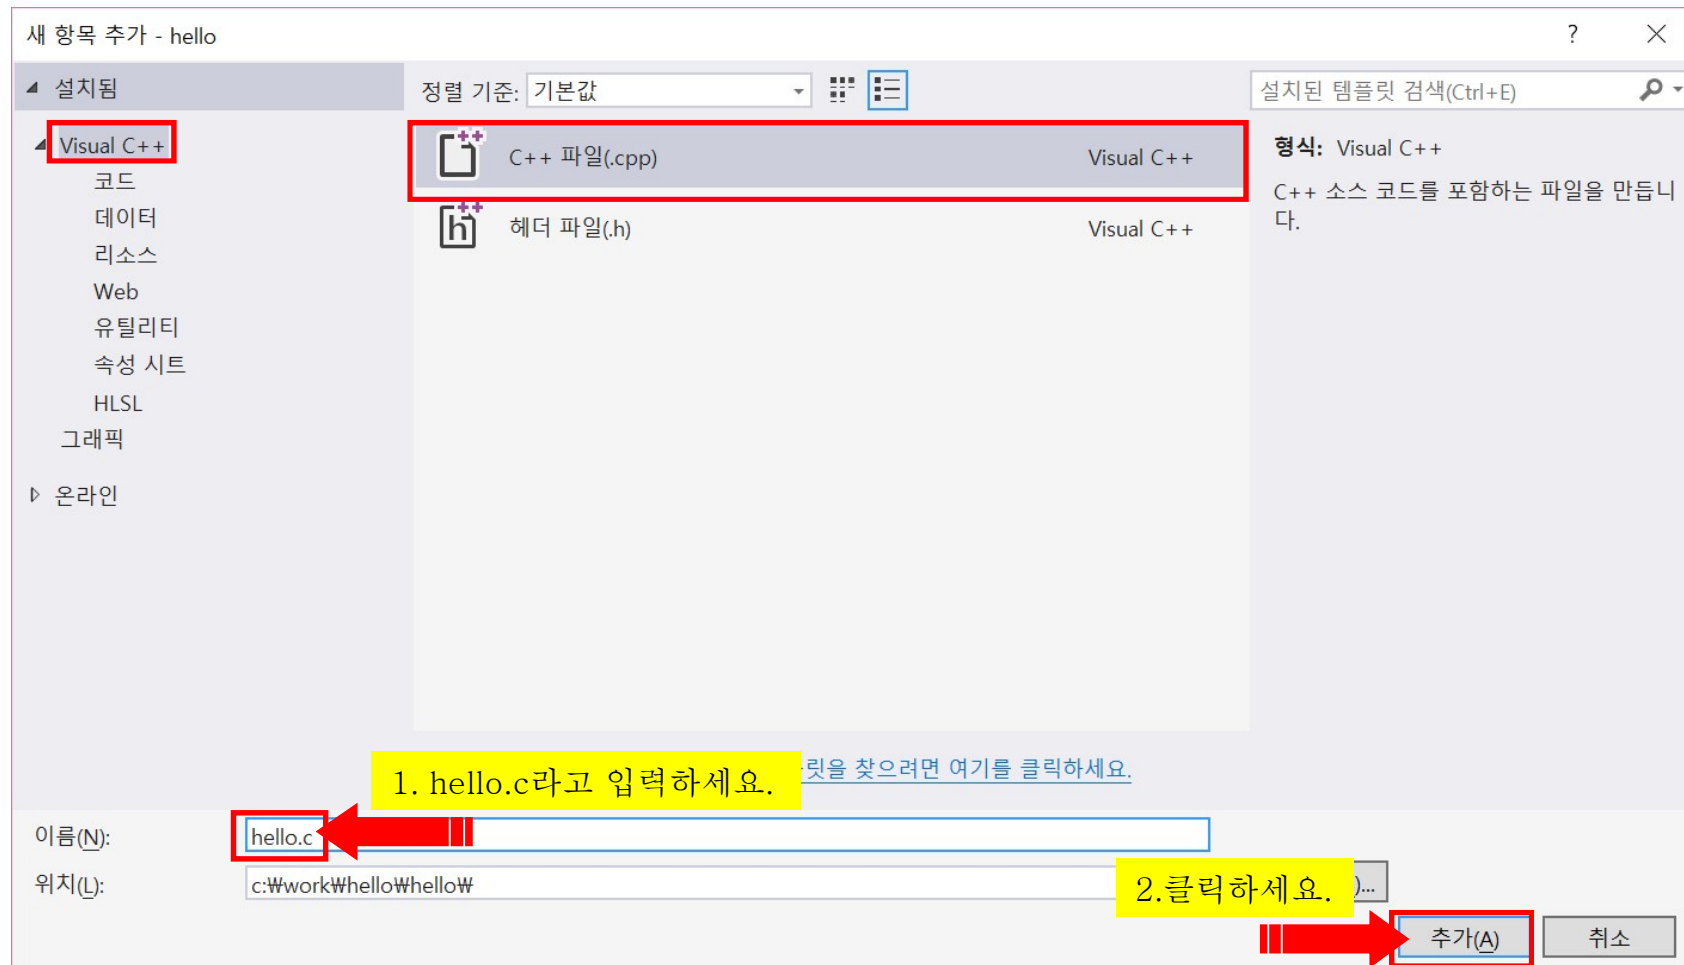 새 항목 추가 - hello
?
설치됨
정렬 기준: 기본값
설치된 템플릿 검색(Ctrl+E)
Visual C++
코드
데이터
리소스
Web
유틸리티
속성 시트
HLSL
그래픽
온라인
C++ 파일(.cpp) Visual C++
헤더 파일(.h) Visual C++
형식: Visual C++
C++ 소스 코드를 포함하는 파일을 만듭니
다.
1. hello.c라고 입력하세요.
릿을 찾으려면 여기를 클릭하세요.
이름(N): hello.c
위치(L): c:₩work₩hello₩hello₩
2.클릭하세요.
)...
추가(A) 취소